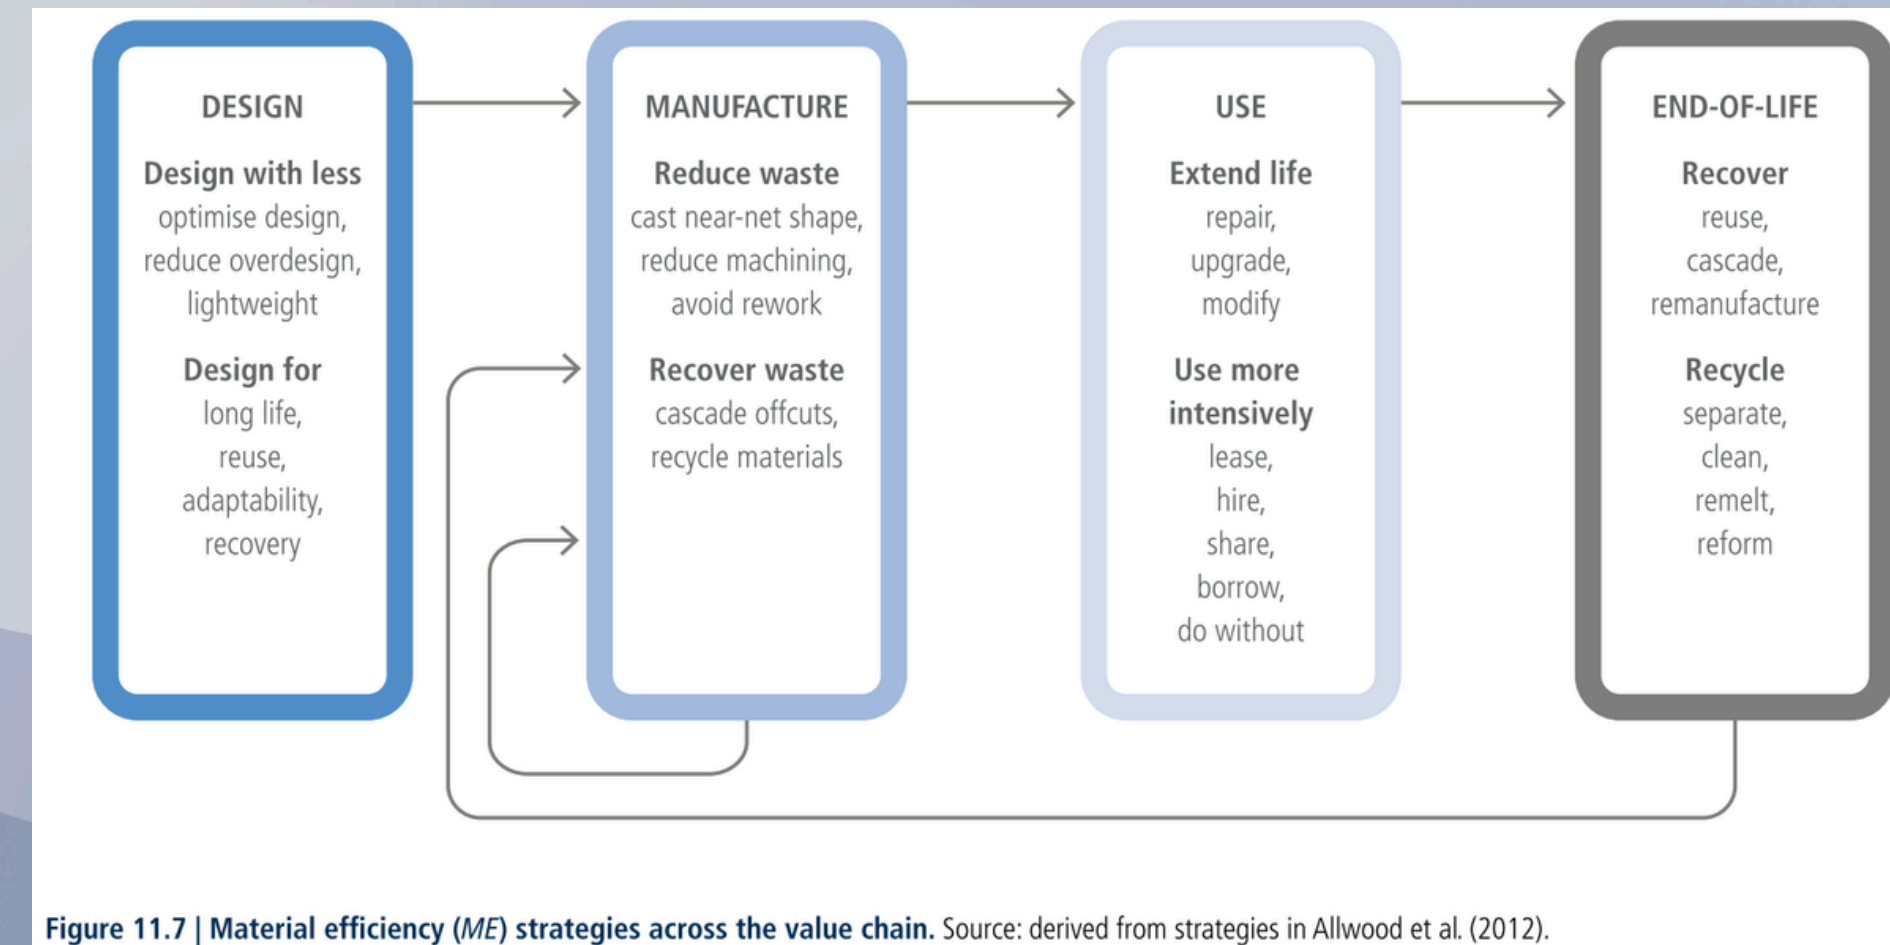 DESIGN
Design with less
optimise design,
reduce overdesign,
lightweight
Design for
long life,
reuse,
adaptability,
recovery
MANUFACTURE
Reduce waste
cast near-net shape,
reduce machining,
avoid rework
Recover waste
cascade offcuts,
recycle materials
USE
Extend life
repair,
upgrade,
modify
Use more
intensively
lease,
hire,
share,
borrow,
do without
END-OF-LIFE
Recover
reuse,
cascade,
remanufacture
Recycle
separate,
clean,
remelt,
reform
Figure 11.7 | Material efficiency (ME) strategies across the value chain. Source: derived from strategies in Allwood et al. (2012).